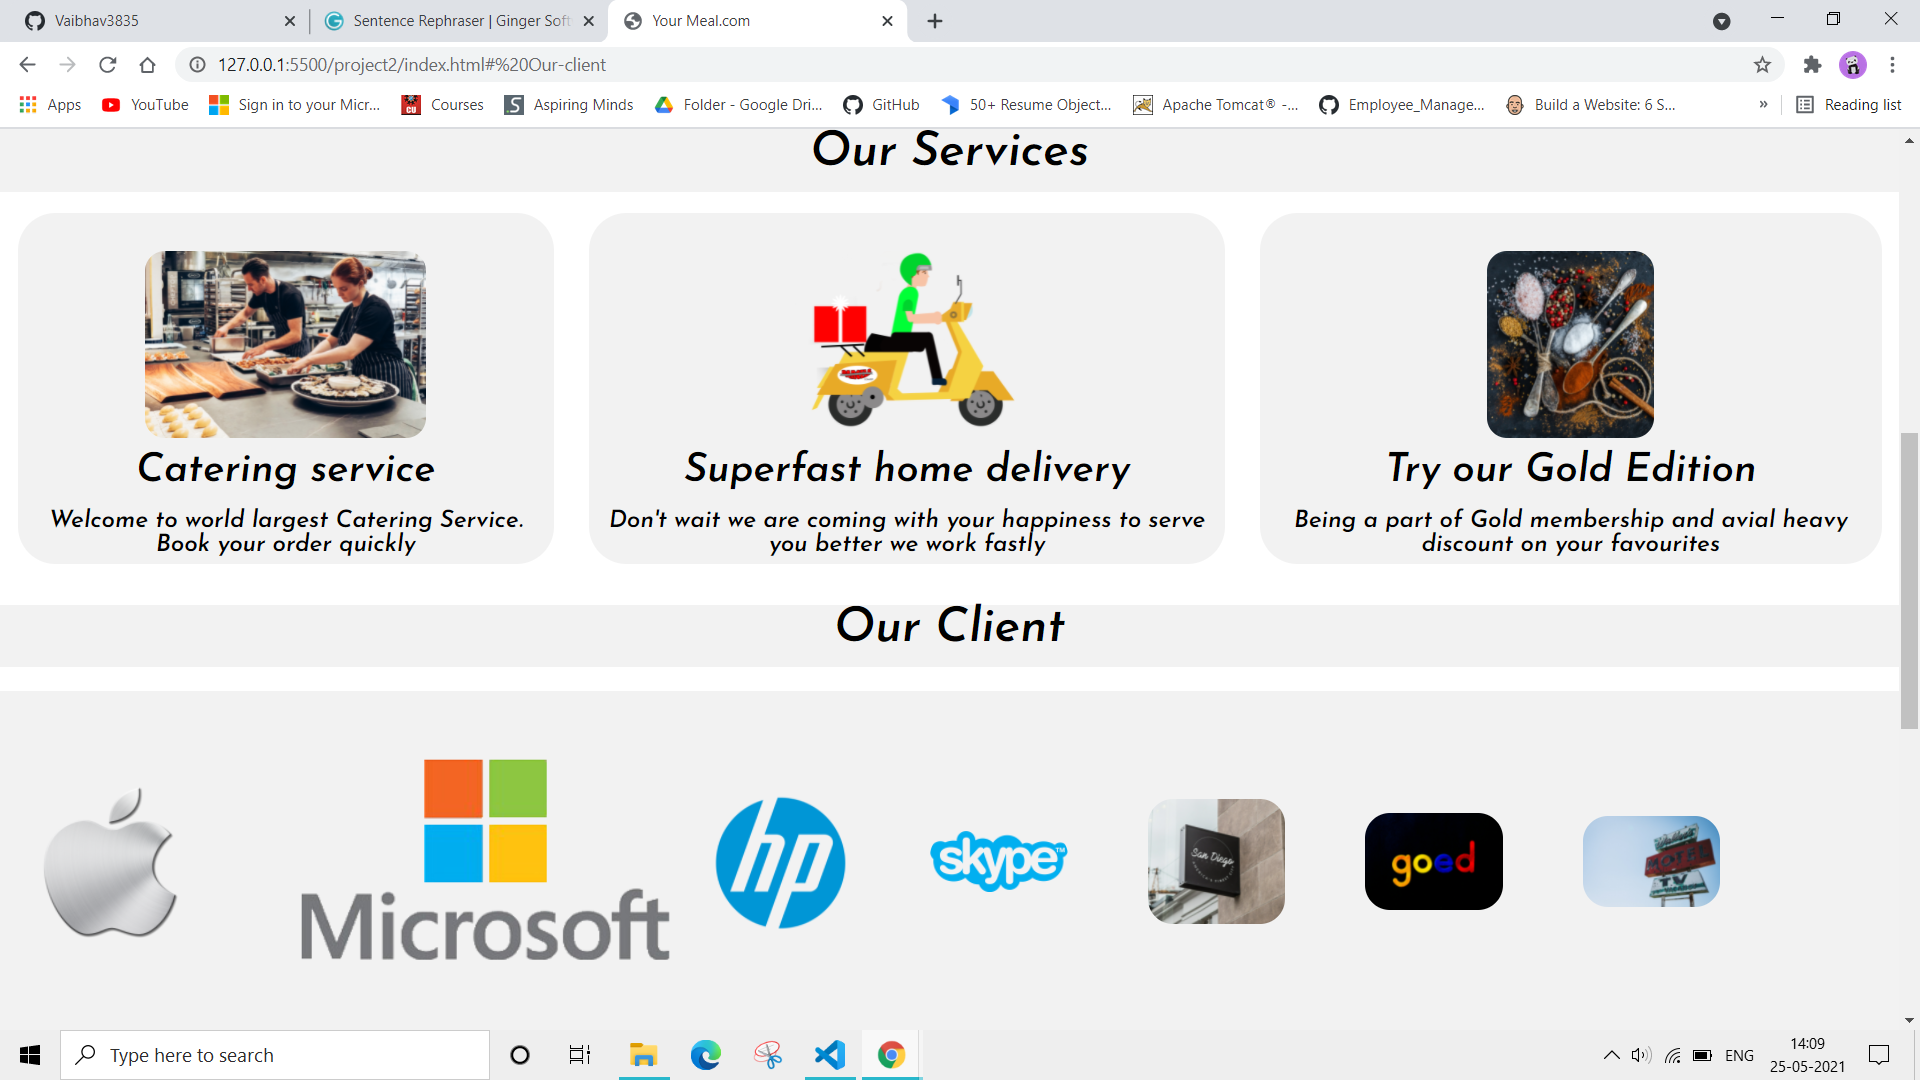 Vaibhav3835
Sentence Rephraser | Ginger Soft
Your Meal.com
127.0.0.1:5500/project2/index.html#%20Our-client
Apps
YouTube
Sign in to your Micr...
Courses
Aspiring Minds
Folder - Google Dri...
GitHub
50+ Resume Object...
Apache Tomcat® -...
Employee_Manage...
Build a Website: 6 S...
»
Reading list
Our Services
Catering service
Welcome to world largest Catering Service.
Book your order quickly
Superfast home delivery
Don't wait we are coming with your happiness to serve
you better we work fastly
Try our Gold Edition
Being a part of Gold membership and avial heavy
discount on your favourites
Our Client
Microsoft
hp
skype™
San Diego
goed
MOTEL
TV
Type here to search
ENG
14:09
25-05-2021